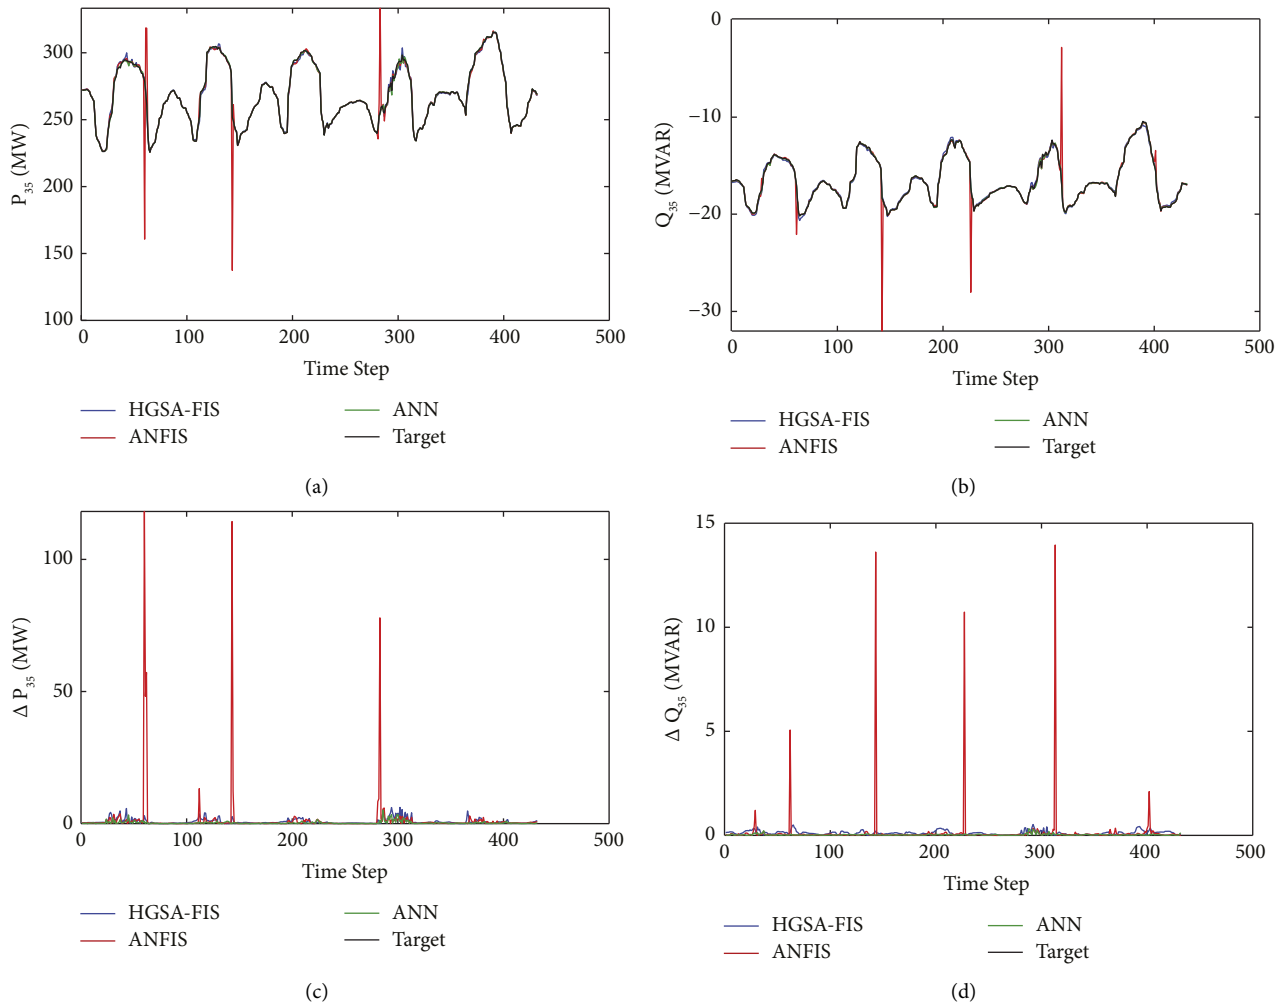 300
250
200
150
100
P35 (MW)
0 100 200 300 400 500
Time Step
HGSA-FIS ANN
ANFIS Target
(a)
0
−10
−20
−30
Q35 (MVAR)
0 100 200 300 400 500
Time Step
HGSA-FIS ANN
ANFIS Target
(b)
100
50
0
Δ P35 (MW)
0 100 200 300 400 500
Time Step
HGSA-FIS ANN
ANFIS Target
(c)
15
10
5
0
Δ Q35 (MVAR)
0 100 200 300 400 500
Time Step
HGSA-FIS ANN
ANFIS Target
(d)